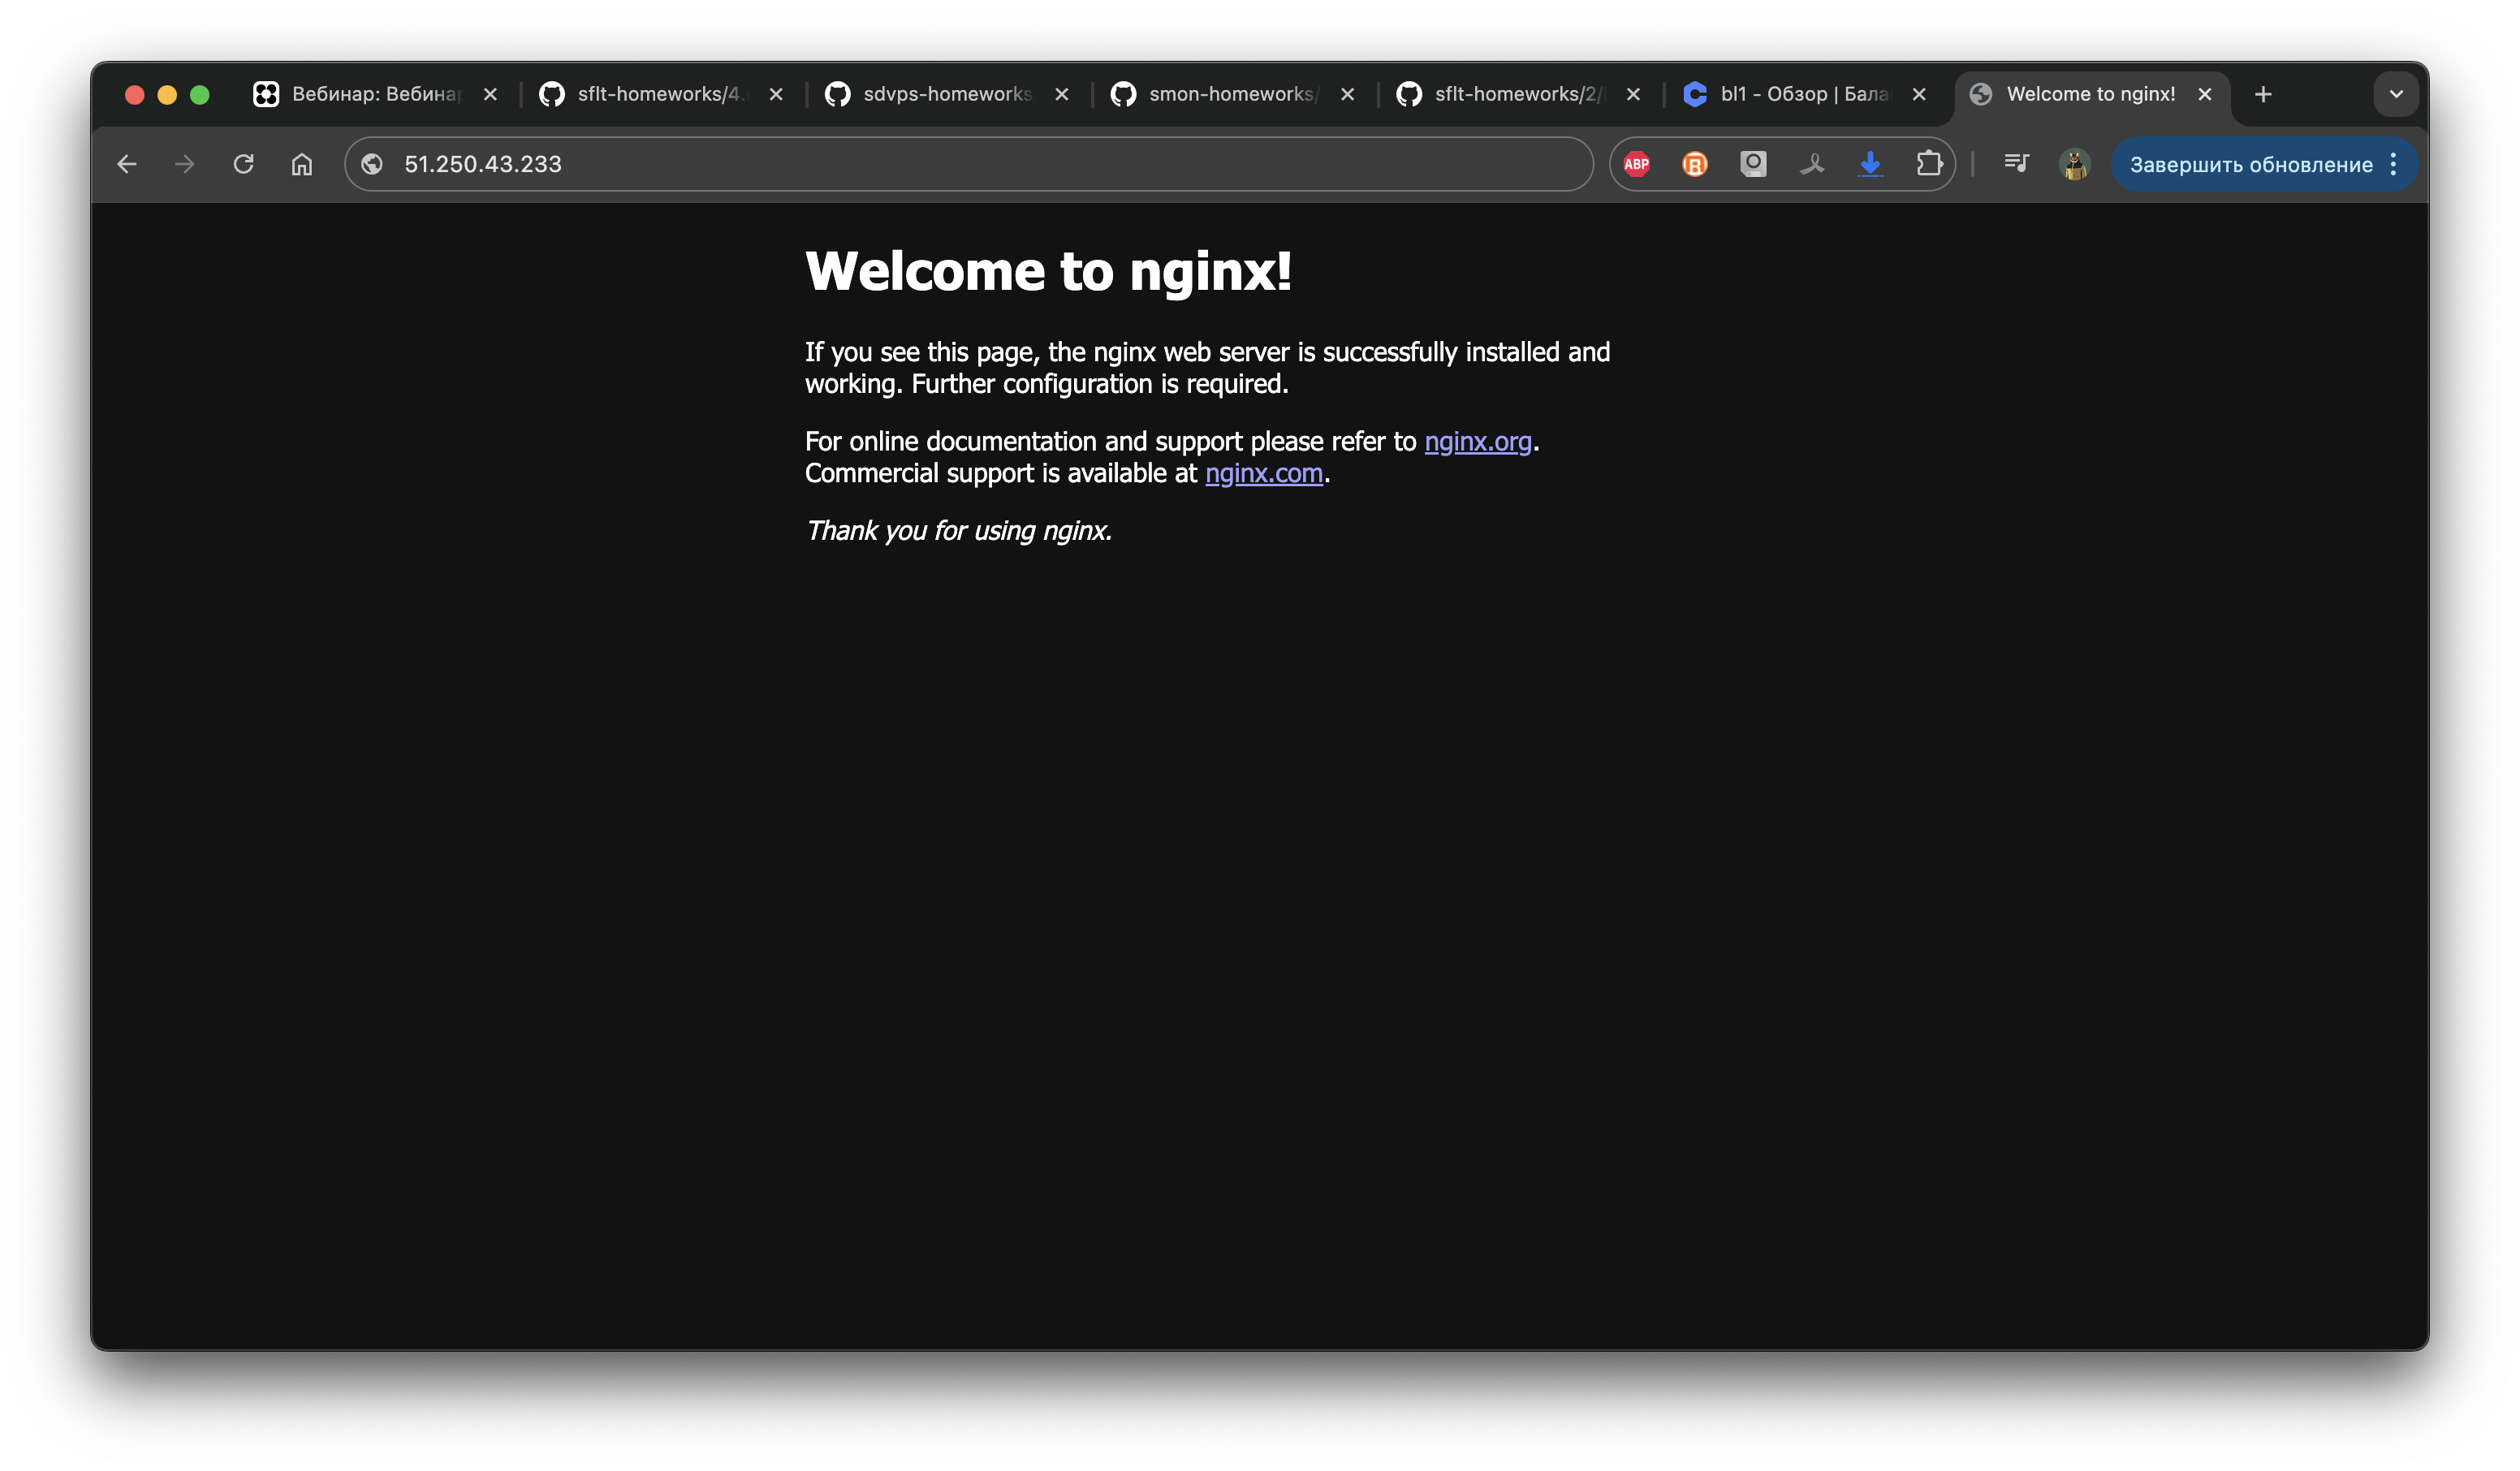 Вебинар: Вебинар
sflt-homeworks/4.
sdvps-homeworks
smon-homeworks/
sflt-homeworks/2/
bl1 - Обзор | Бала
Welcome to nginx!
51.250.43.233
ABP
Завершить обновление
Welcome to nginx!
If you see this page, the nginx web server is successfully installed and
working. Further configuration is required.
For online documentation and support please refer to nginx.org.
Commercial support is available at nginx.com.
Thank you for using nginx.